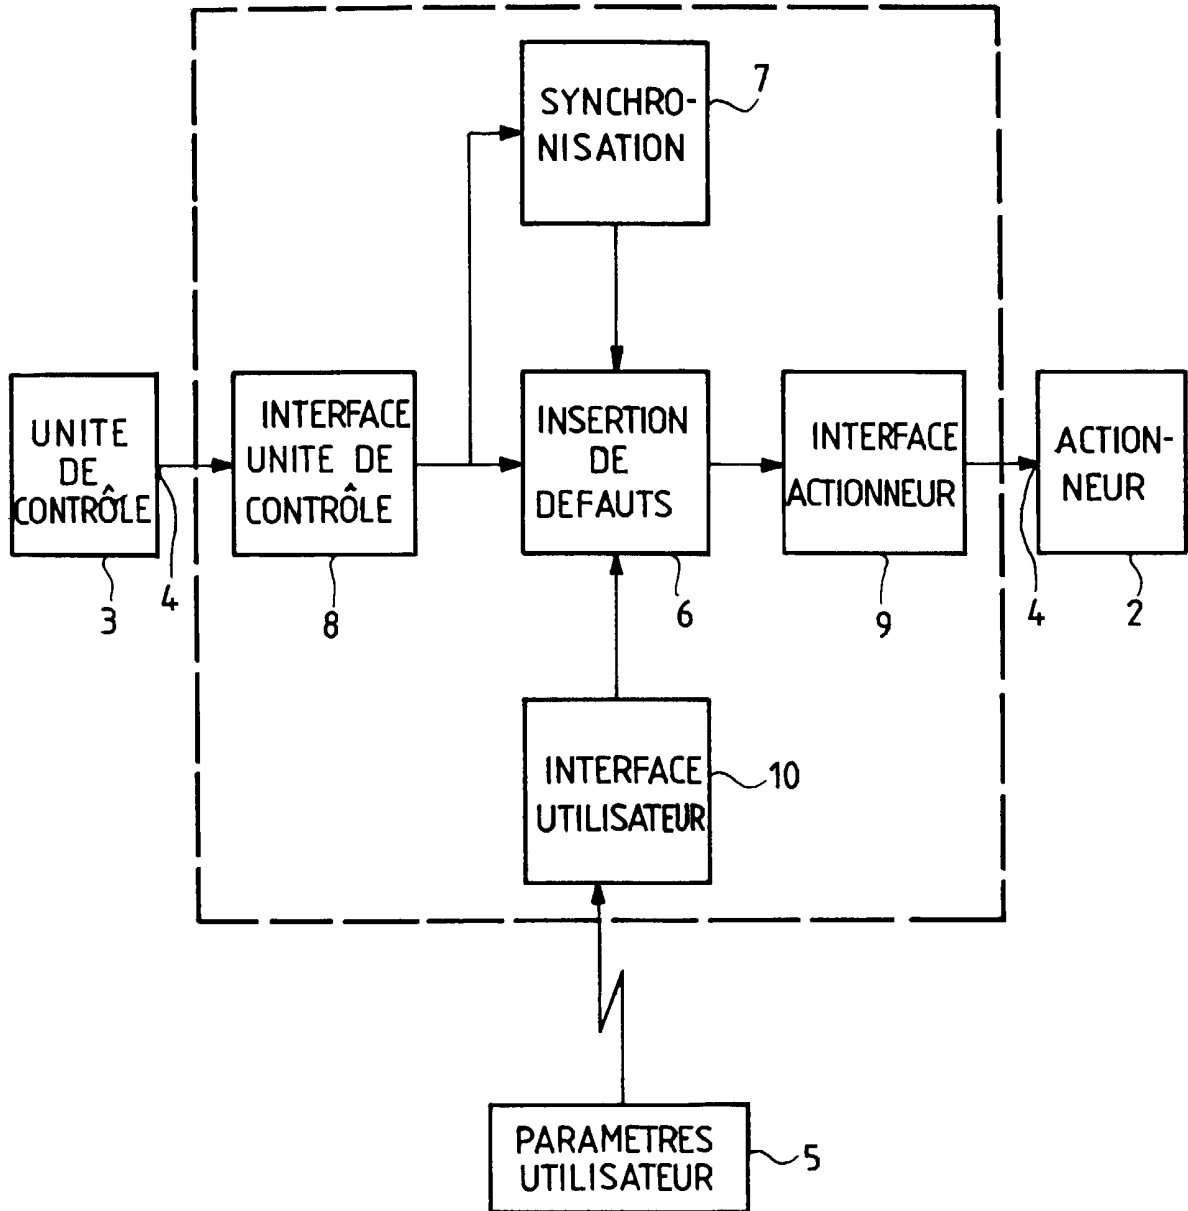 SYNCHRO-
NISATION
7
UNITE
DE
CONTRÔLE
3
4
INTERFACE
UNITE DE
CONTRÔLE
8
INSERTION
DE
DEFAUTS
6
INTERFACE
ACTIONNEUR
9
4
ACTION-
NEUR
2
INTERFACE
UTILISATEUR
10
PARAMETRES
UTILISATEUR
5